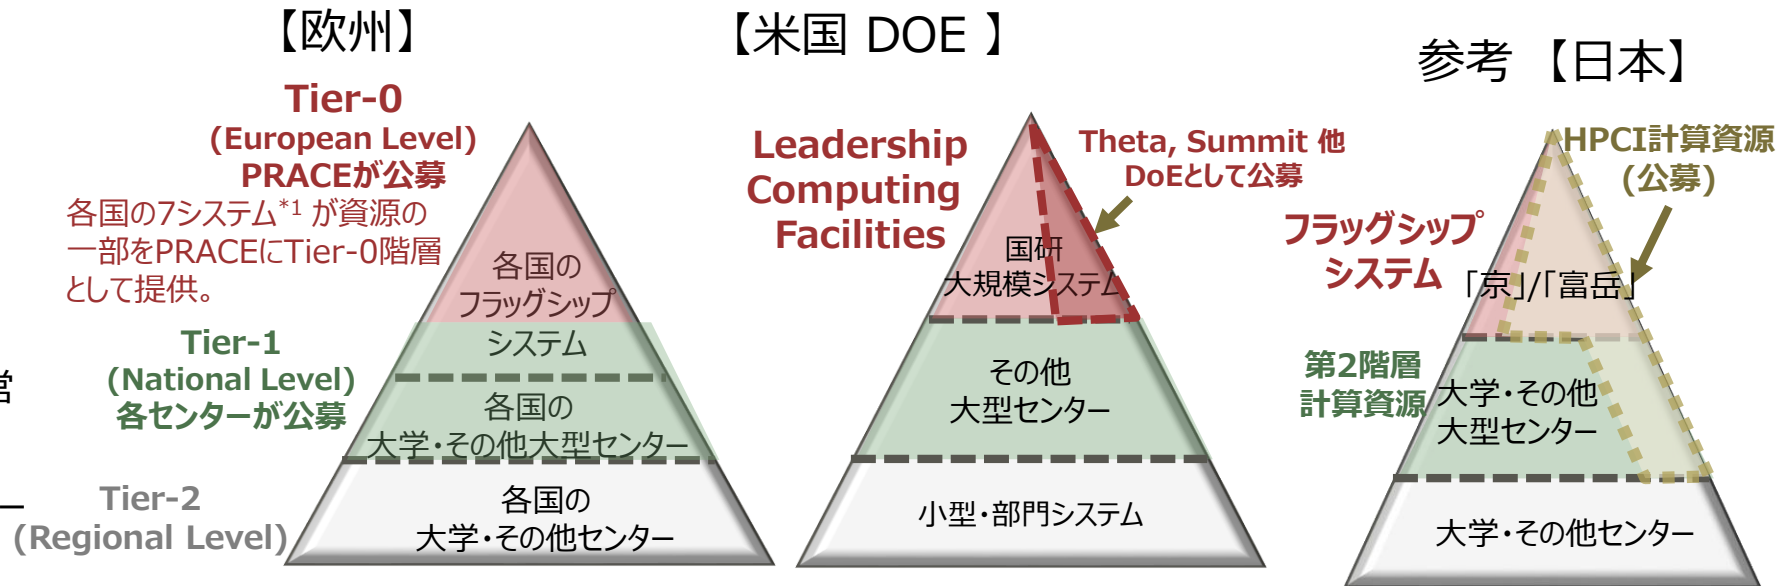 【欧州】
Tier-0
(European Level)
PRACEが公募
各国の7システム*1 が資源の
一部をPRACEにTier-0階層
として提供。
各国の
フラッグシップ
システム
Tier-1
(National Level)
各センターが公募
各国の
大学・その他大型センター
Tier-2
(Regional Level)
各国の
大学・その他センター
営
ー
【米国 DOE 】
Leadership
Computing
Facilities
Theta, Summit 他
DoEとして公募
国研
大規模システム
その他
大型センター
小型・部門システム
参考 【日本】
HPCI計算資源
(公募)
フラッグシップ
システム
「京」/「富岳」
第2階層
計算資源
大学・その他
大型センター
大学・その他センター